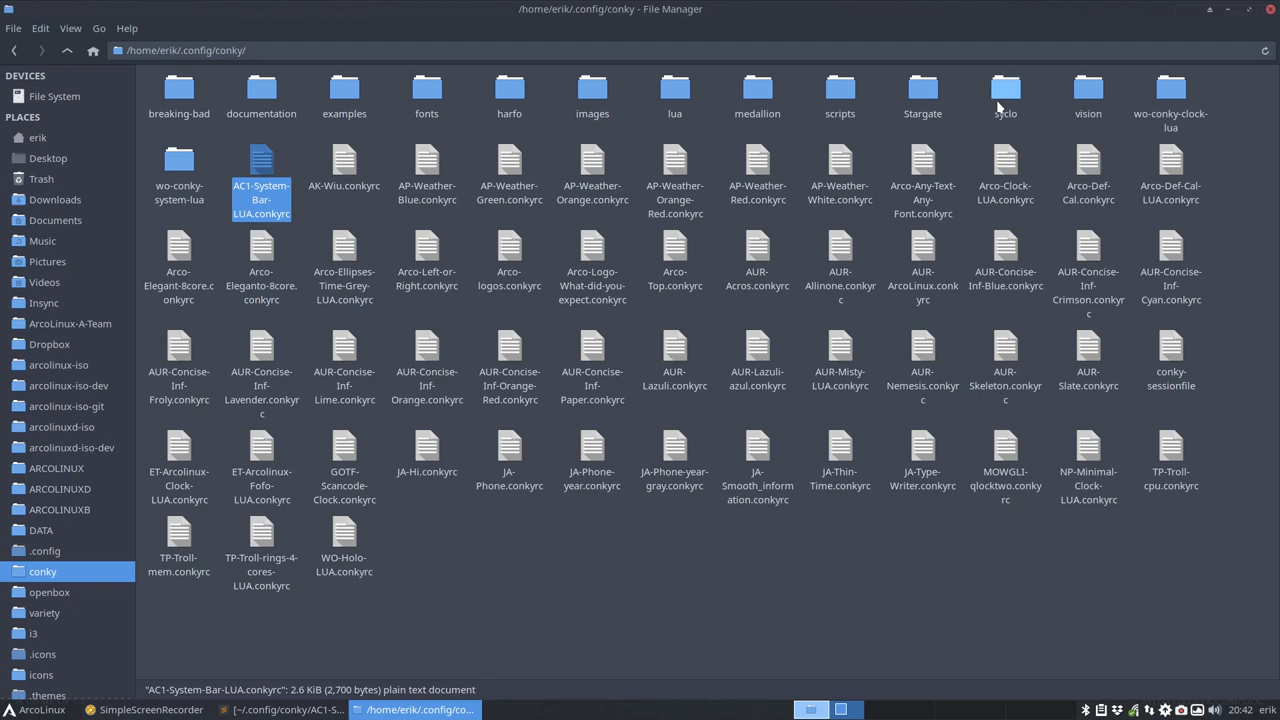 /home/erik/.config/conky - File Manager
File Edit View Go Help
/home/erik/.config/conky/
DEVICES
File System
PLACES
erik
Desktop
Trash
Downloads
Documents
Music
Pictures
Videos
Insync
ArcoLinux-A-Team
Dropbox
arcolinux-iso
arcolinux-iso-dev
arcolinux-iso-git
arcolinuxd-iso
arcolinuxd-iso-dev
ARCOLINUX
ARCOLINUXD
ARCOLINUXB
DATA
.config
conky
openbox
variety
i3
.icons
icons
.themes
breaking-bad
documentation
examples
fonts
harfo
images
lua
medallion
scripts
Stargate
syclo
vision
wo-conky-clock-
lua
wo-conky-
system-lua
AC1-System-
Bar-
LUA.conkyrc
AK-Wiu.conkyrc
AP-Weather-
Blue.conkyrc
AP-Weather-
Green.conkyrc
AP-Weather-
Orange.conkyrc
AP-Weather-
Orange-
Red.conkyrc
AP-Weather-
Red.conkyrc
AP-Weather-
White.conkyrc
Arco-Any-Text-
Any-
Font.conkyrc
Arco-Clock-
LUA.conkyrc
Arco-Def-
Cal.conkyrc
Arco-Def-Cal-
LUA.conkyrc
Arco-
Elegant-8core.c
onkyrc
Arco-
Eleganto-8core.
conkyrc
Arco-Ellipses-
Time-Grey-
LUA.conkyrc
Arco-Left-or-
Right.conkyrc
Arco-
logos.conkyrc
Arco-Logo-
What-did-you-
expect.conkyrc
Arco-
Top.conkyrc
AUR-
Acros.conkyrc
AUR-
Allinone.conkyr
c
AUR-
ArcoLinux.conk
yrc
AUR-Concise-
Inf-Blue.conkyrc
AUR-Concise-
Inf-
Crimson.conkyr
c
AUR-Concise-
Inf-
Cyan.conkyrc
AUR-Concise-
Inf-
Froly.conkyrc
AUR-Concise-
Inf-
Lavender.conkyr
c
AUR-Concise-
Inf-
Lime.conkyrc
AUR-Concise-
Inf-
Orange.conkyrc
AUR-Concise-
Inf-Orange-
Red.conkyrc
AUR-Concise-
Inf-
Paper.conkyrc
AUR-
Lazuli.conkyrc
AUR-Lazuli-
azul.conkyrc
AUR-Misty-
LUA.conkyrc
AUR-
Nemesis.conkyr
c
AUR-
Skeleton.conkyr
c
AUR-
Slate.conkyrc
conky-
sessionfile
ET-Arcolinux-
Clock-
LUA.conkyrc
ET-Arcolinux-
Fofo-
LUA.conkyrc
GOTF-
Scancode-
Clock.conkyrc
JA-Hi.conkyrc
JA-
Phone.conkyrc
JA-Phone-
year.conkyrc
JA-Phone-year-
gray.conkyrc
JA-
Smooth_inform
ation.conkyrc
JA-Thin-
Time.conkyrc
JA-Type-
Writer.conkyrc
MOWGLI-
qlocktwo.conky
rc
NP-Minimal-
Clock-
LUA.conkyrc
TP-Troll-
cpu.conkyrc
TP-Troll-
mem.conkyrc
TP-Troll-rings-4-
cores-
LUA.conkyrc
WO-Holo-
LUA.conkyrc
"AC1-System-Bar-LUA.conkyrc": 2.6 KiB (2,700 bytes) plain text document
ArcoLinux SimpleScreenRecorder [~/.config/conky/AC1-S... /home/erik/.config/co... 20:42 erik